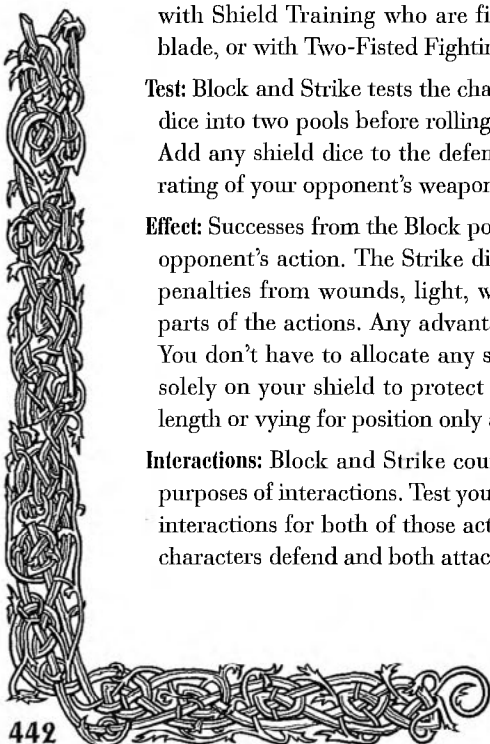 with Shield Training who are fi
blade, or with Two-Fisted Fightin
Test: Block and Strike tests the cha
dice into two pools before rolling
Add any shield dice to the defen
rating of your opponent's weapon
Effect: Successes from the Block po
opponent's action. The Strike di
penalties from wounds, light, w
parts of the actions. Any advant
You don't have to allocate any s
solely on your shield to protect
length or vying for position only a
Interactions: Block and Strike cou
purposes of interactions. Test you
interactions for both of those act
characters defend and both attac
442